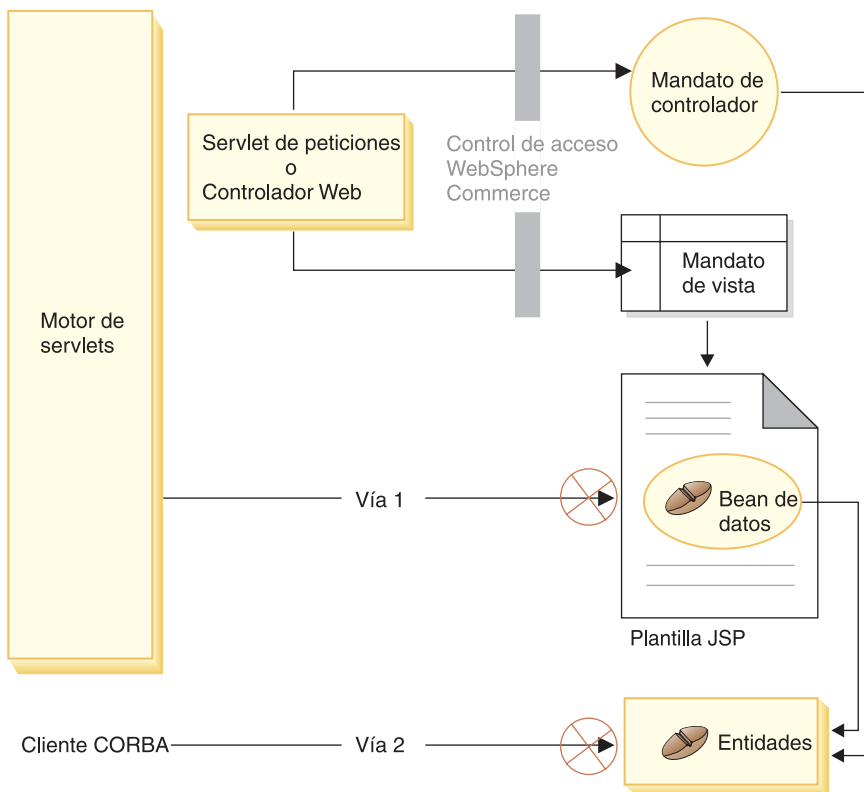 Mandato de
controlador
Servlet de peticiones
o
Controlador Web
Control de acceso
WebSphere
Commerce
Mandato
de vista
Motor de
servlets
Vía 1
Bean de
datos
Plantilla JSP
Cliente CORBA
Vía 2
Entidades